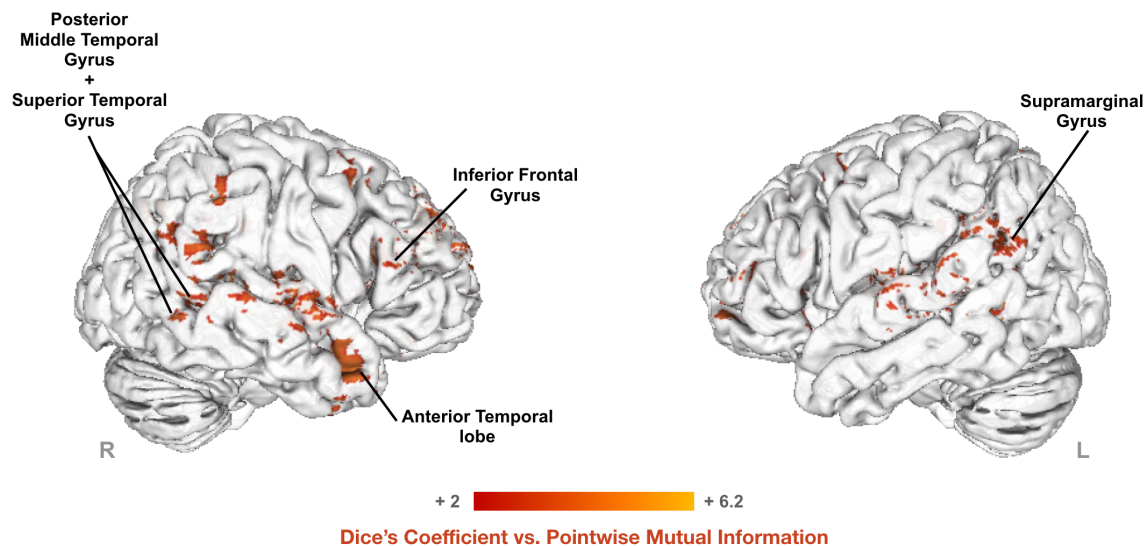 Posterior
Middle Temporal
Gyrus
+
Superior Temporal
Gyrus
Inferior Frontal
Gyrus
Anterior Temporal
lobe
R
Supramarginal
Gyrus
L
+ 2
+ 6.2
Dice's Coefficient vs. Pointwise Mutual Information